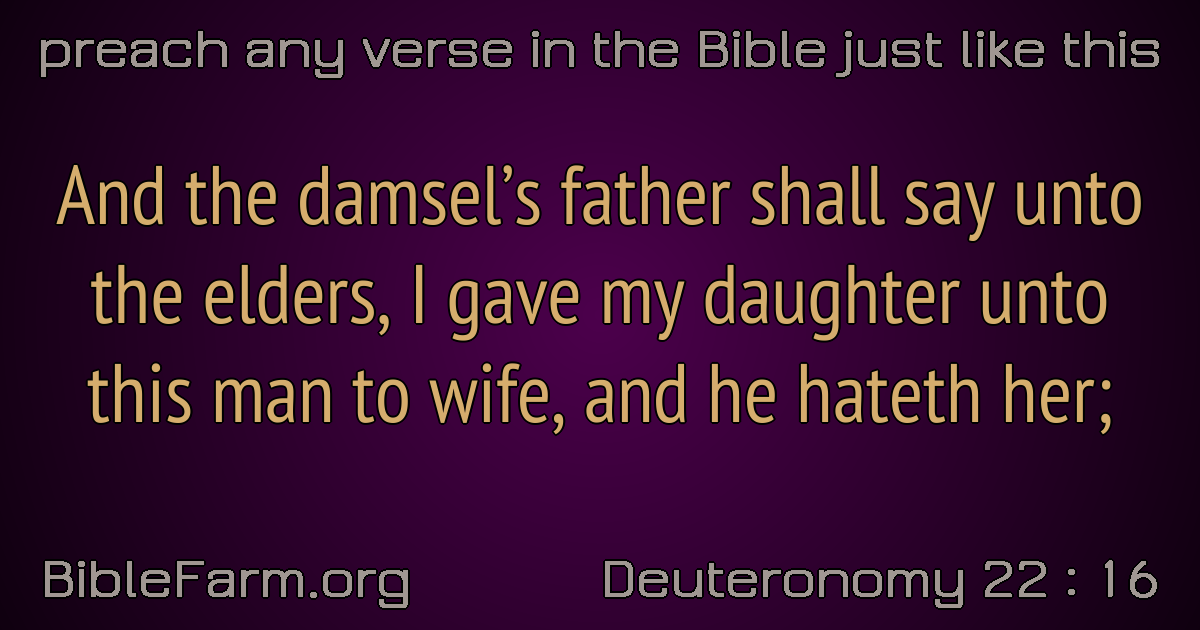 preach any verse in the Bible just like this
And the damsel’s father shall say unto
the elders, I gave my daughter unto
this man to wife, and he hateth her;
BibleFarm.org
Deuteronomy 22 : 16